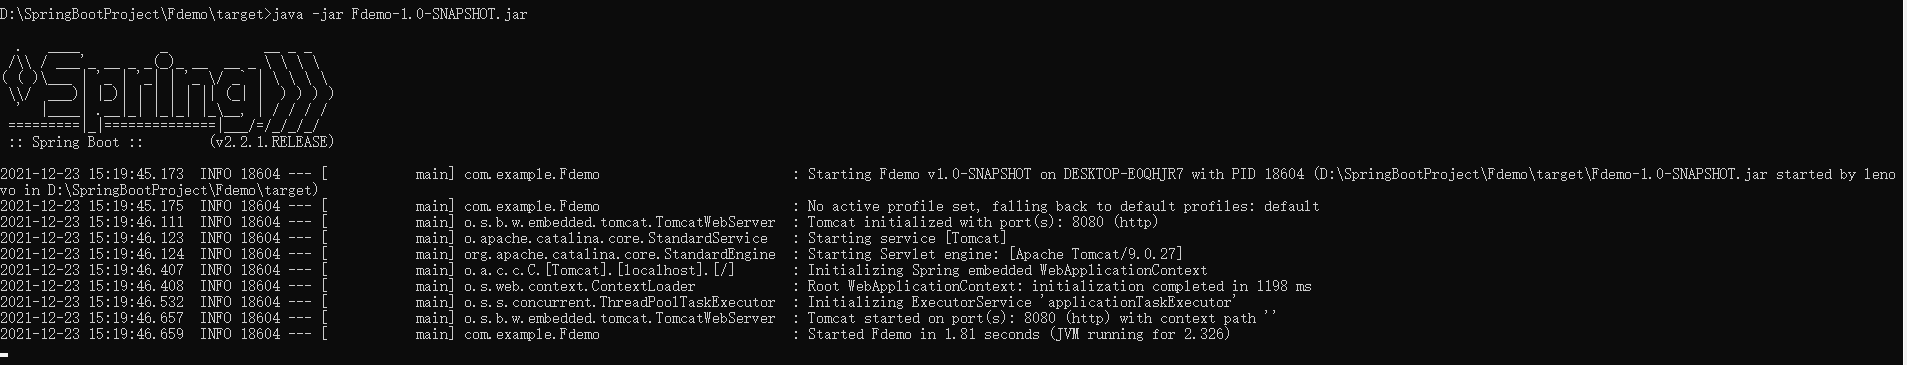 D:\SpringBootProject\Fdemo\target>java -jar Fdemo-1.0-SNAPSHOT.jar

  .   ____          _            __ _ _
 /\\ / ___'_ __ _ _(_)_ __  __ _ \ \ \ \
( ( )\___ | '_ | '_| | '_ \/ _` | \ \ \ \
 \\/  ___)| |_)| | | | | || (_| |  ) ) ) )
  '  |____| .__|_| |_|_| |_\__, | / / / /
 =========|_|==============|___/=/_/_/_/
 :: Spring Boot ::        (v2.2.1.RELEASE)

2021-12-23 15:19:45.173  INFO 18604 --- [           main] com.example.Fdemo                        : Starting Fdemo v1.0-SNAPSHOT on DESKTOP-E0QHJR7 with PID 18604 (D:\SpringBootProject\Fdemo\target\Fdemo-1.0-SNAPSHOT.jar started by leno
vo in D:\SpringBootProject\Fdemo\target)
2021-12-23 15:19:45.175  INFO 18604 --- [           main] com.example.Fdemo                        : No active profile set, falling back to default profiles: default
2021-12-23 15:19:46.111  INFO 18604 --- [           main] o.s.b.w.embedded.tomcat.TomcatWebServer  : Tomcat initialized with port(s): 8080 (http)
2021-12-23 15:19:46.123  INFO 18604 --- [           main] o.apache.catalina.core.StandardService   : Starting service [Tomcat]
2021-12-23 15:19:46.124  INFO 18604 --- [           main] org.apache.catalina.core.StandardEngine  : Starting Servlet engine: [Apache Tomcat/9.0.27]
2021-12-23 15:19:46.407  INFO 18604 --- [           main] o.a.c.c.C.[Tomcat].[localhost].[/]       : Initializing Spring embedded WebApplicationContext
2021-12-23 15:19:46.408  INFO 18604 --- [           main] o.s.web.context.ContextLoader            : Root WebApplicationContext: initialization completed in 1198 ms
2021-12-23 15:19:46.532  INFO 18604 --- [           main] o.s.s.concurrent.ThreadPoolTaskExecutor  : Initializing ExecutorService 'applicationTaskExecutor'
2021-12-23 15:19:46.657  INFO 18604 --- [           main] o.s.b.w.embedded.tomcat.TomcatWebServer  : Tomcat started on port(s): 8080 (http) with context path ''
2021-12-23 15:19:46.659  INFO 18604 --- [           main] com.example.Fdemo                        : Started Fdemo in 1.81 seconds (JVM running for 2.326)